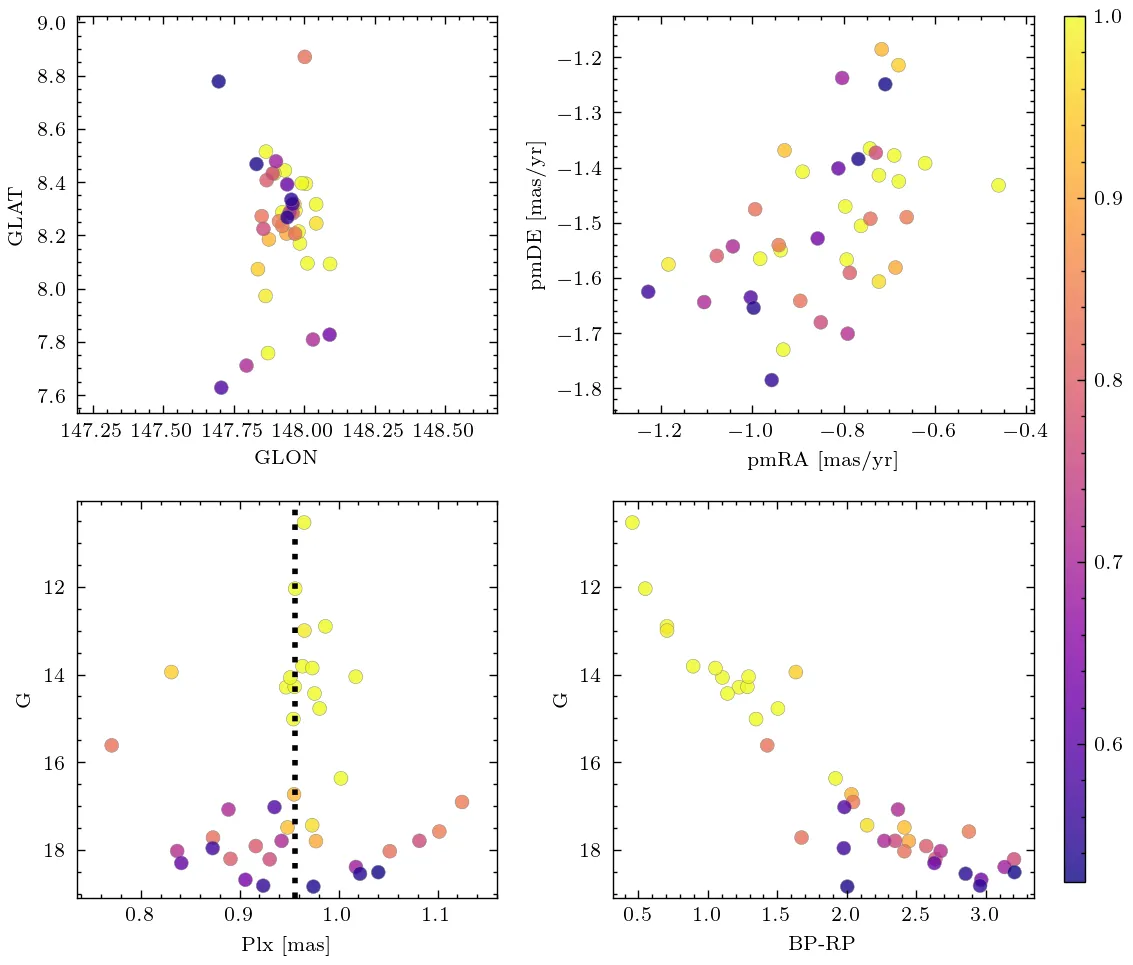 9.0
8.8
8.6
8.4
8.2
8.0
7.8
7.6
GLAT
147.25 147.50 147.75 148.00 148.25 148.50
GLON
−1.2
−1.3
−1.4
−1.5
−1.6
−1.7
−1.8
pmDE [mas/yr]
−1.2 −1.0 −0.8 −0.6 −0.4
pmRA [mas/yr]
1.0
0.9
0.8
0.7
0.6
12
14
16
18
G
0.8 0.9 1.0 1.1
Plx [mas]
12
14
16
18
G
0.5 1.0 1.5 2.0 2.5 3.0
BP-RP